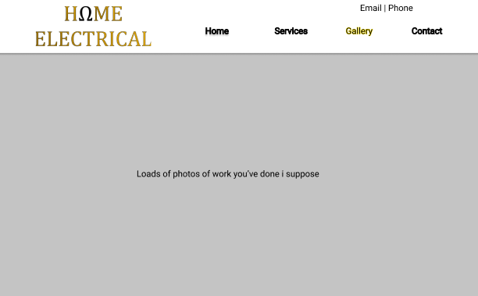 Email | Phone
HΩME
ELECTRICAL
Home Services Gallery Contact
Loads of photos of work you've done i suppose